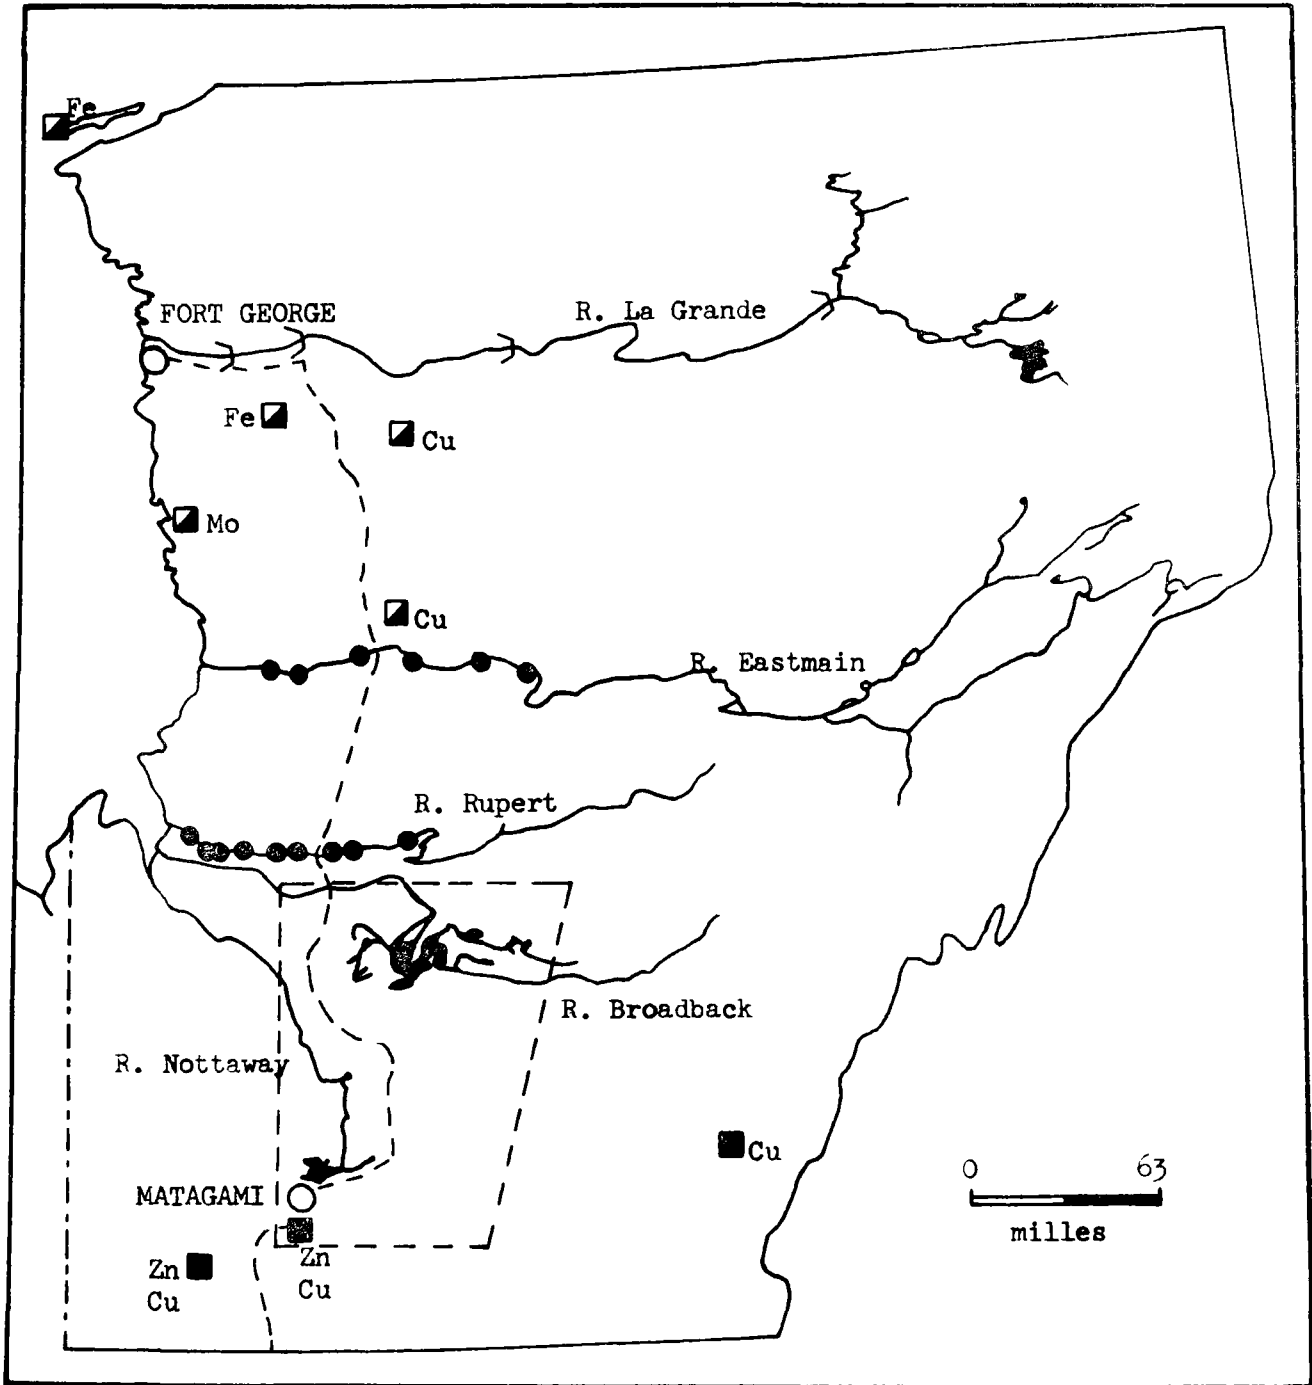 Fe
FORT GEORGE
R. La Grande
Fe
Cu
Mo
Cu
R. Eastmain
R. Rupert
R. Broadback
R. Nottaway
Cu
0 63
milles
MATAGAMI
Zn
Cu
Zn
Cu